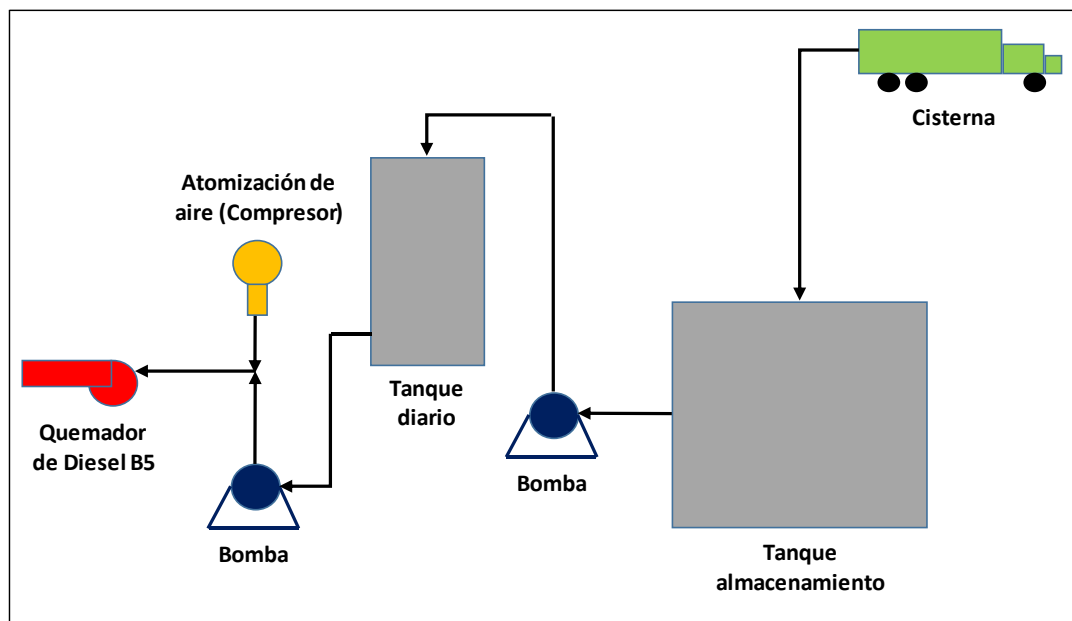 Cisterna
Atomización de
aire (Compresor)
Tanque
diario
Quemador
de Diesel B5
Bomba
Bomba
Tanque
almacenamiento